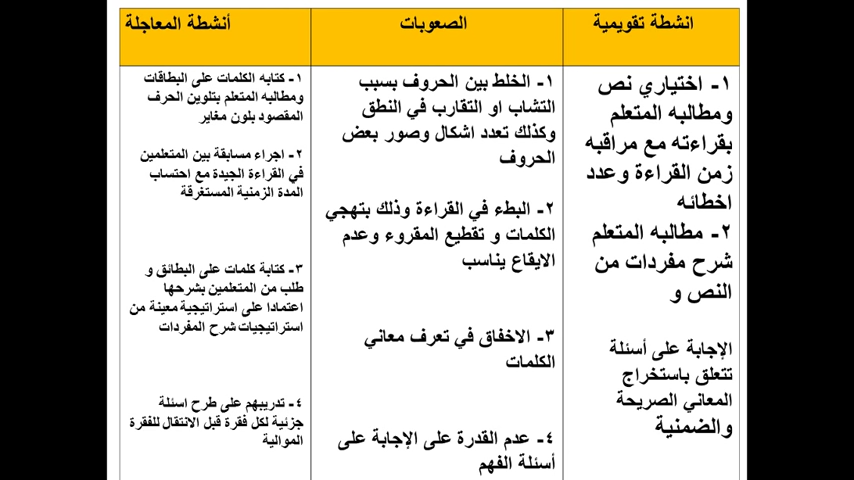 انشطة تقويمية
الصعوبات
أنشطة المعاجلة
١- اختياري نص
ومطالبه المتعلم
بقراءته مع مراقبه
زمن القراءة وعدد
اخطائه
٢- مطالبه المتعلم
شرح مفردات من
النص و
الإجابة على أسئلة
تتعلق باستخراج
المعاني الصريحة
والضمنية
١- الخلط بين الحروف بسبب
التشاب او التقارب في النطق
وكذلك تعدد اشكال وصور بعض
الحروف
٢- البطء في القراءة وذلك بتهجي
الكلمات و تقطيع المقروء وعدم
الايقاع يناسب
٣- الاخفاق في تعرف معاني
الكلمات
٤- عدم القدرة على الإجابة على
أسئلة الفهم
١- كتابه الكلمات على البطاقات
ومطالبه المتعلم بتلوين الحرف
المقصود بلون مغاير
٢- اجراء مسابقة بين المتعلمين
في القراءة الجيدة مع احتساب
المدة الزمنية المستغرقة
٣- كتابة كلمات على البطائق و
طلب من المتعلمين بشرحها
اعتمادا على استراتيجية معينة من
استراتيجيات شرح المفردات
٤- تدريبهم على طرح اسئلة
جزئية لكل فقرة قبل الانتقال للفقرة
الموالية